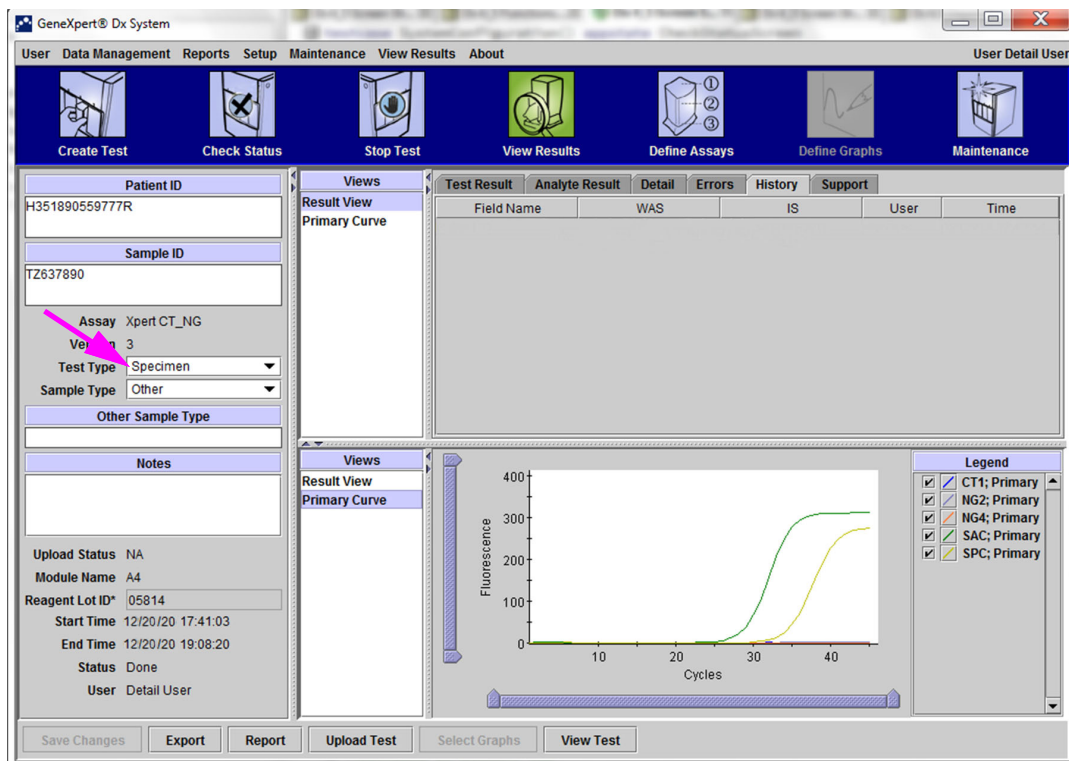 GeneXpert® Dx System
User Data Management Reports Setup Maintenance View Results About User Detail User
Create Test Check Status Stop Test View Results Define Assays Define Graphs Maintenance
① ② ③
Patient ID
H351890559777R
Sample ID
TZ637890
Assay Xpert CT_NG
3
Test Type Specimen
Sample Type Other
Other Sample Type
Notes
Upload Status NA
Module Name A4
Reagent Lot ID* 05814
Start Time 12/20/20 17:41:03
End Time 12/20/20 19:08:20
Status Done
User Detail User
Views
Result View
Primary Curve
Test Result Analyte Result Detail Errors History Support
Field Name WAS IS User Time
Views
Result View
Primary Curve
400
300
200
100
0
Fluorescence
10 20 30 40
Cycles
Legend
CT1; Primary
NG2; Primary
NG4; Primary
SAC; Primary
SPC; Primary
Save Changes Export Report Upload Test Select Graphs View Test